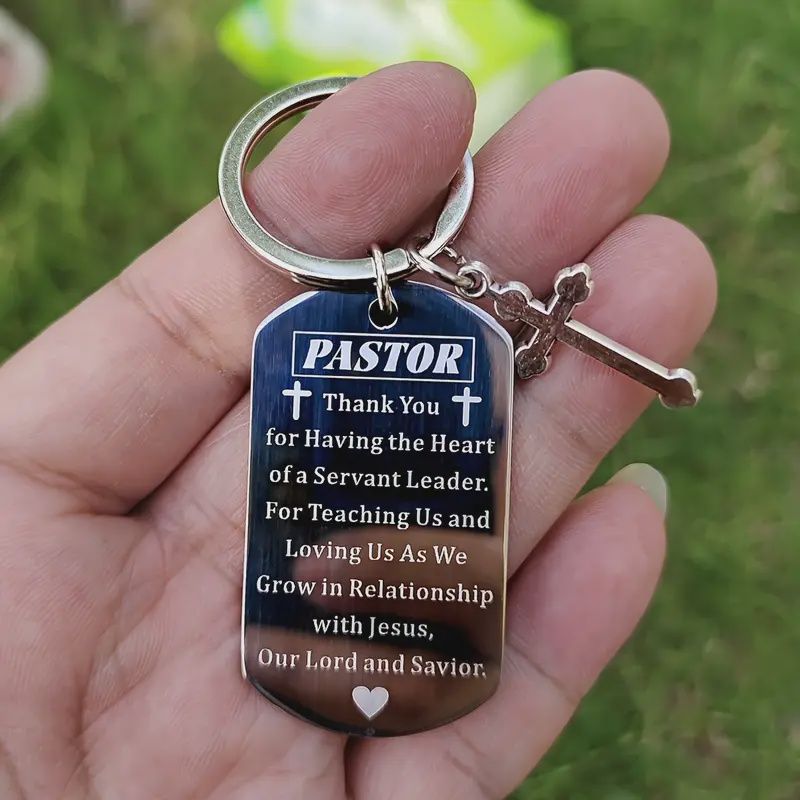 PASTOR
Thank You
for Having the Heart
of a Servant Leader.
For Teaching Us and
Loving Us As We
Grow in Relationship
with Jesus,
Our Lord and Savior.